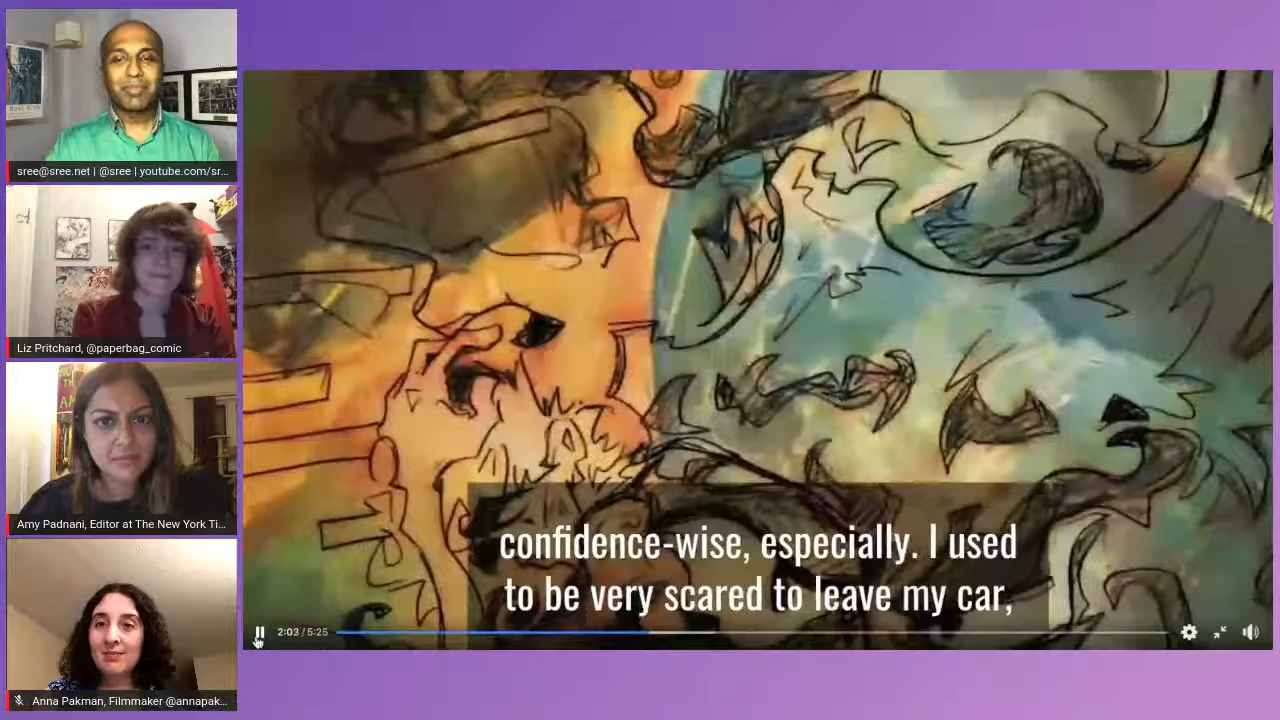 sree@sree.net | @sree | youtube.com/sr...
Liz Pritchard, @paperbag_comic
Amy Padnani, Editor at The New York Ti...
Anna Pakman, Filmmaker @annapak...
confidence-wise, especially. I used
to be very scared to leave my car,
2:03 / 5:25